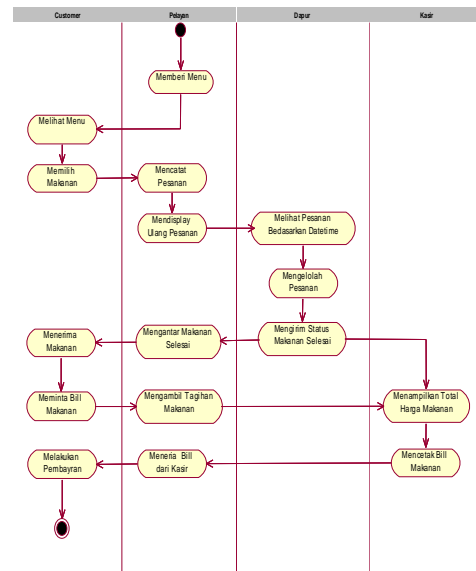 Customer
Pelayan
Dapur
Kasir
Memberi Menu
Melihat Menu
Memilih
Makanan
Mencatat
Pesanan
Mendisplay
Ulang Pesanan
Melihat Pesanan
Bedasarkan Datetime
Mengelolah
Pesanan
Mengirim Status
Makanan Selesai
Mengantar Makanan
Selesai
Menerima
Makanan
Meminta Bill
Makanan
Mengambil Tagihan
Makanan
Menampilkan Total
Harga Makanan
Mencetak Bill
Makanan
Meneria Bill
dari Kasir
Melakukan
Pembayran